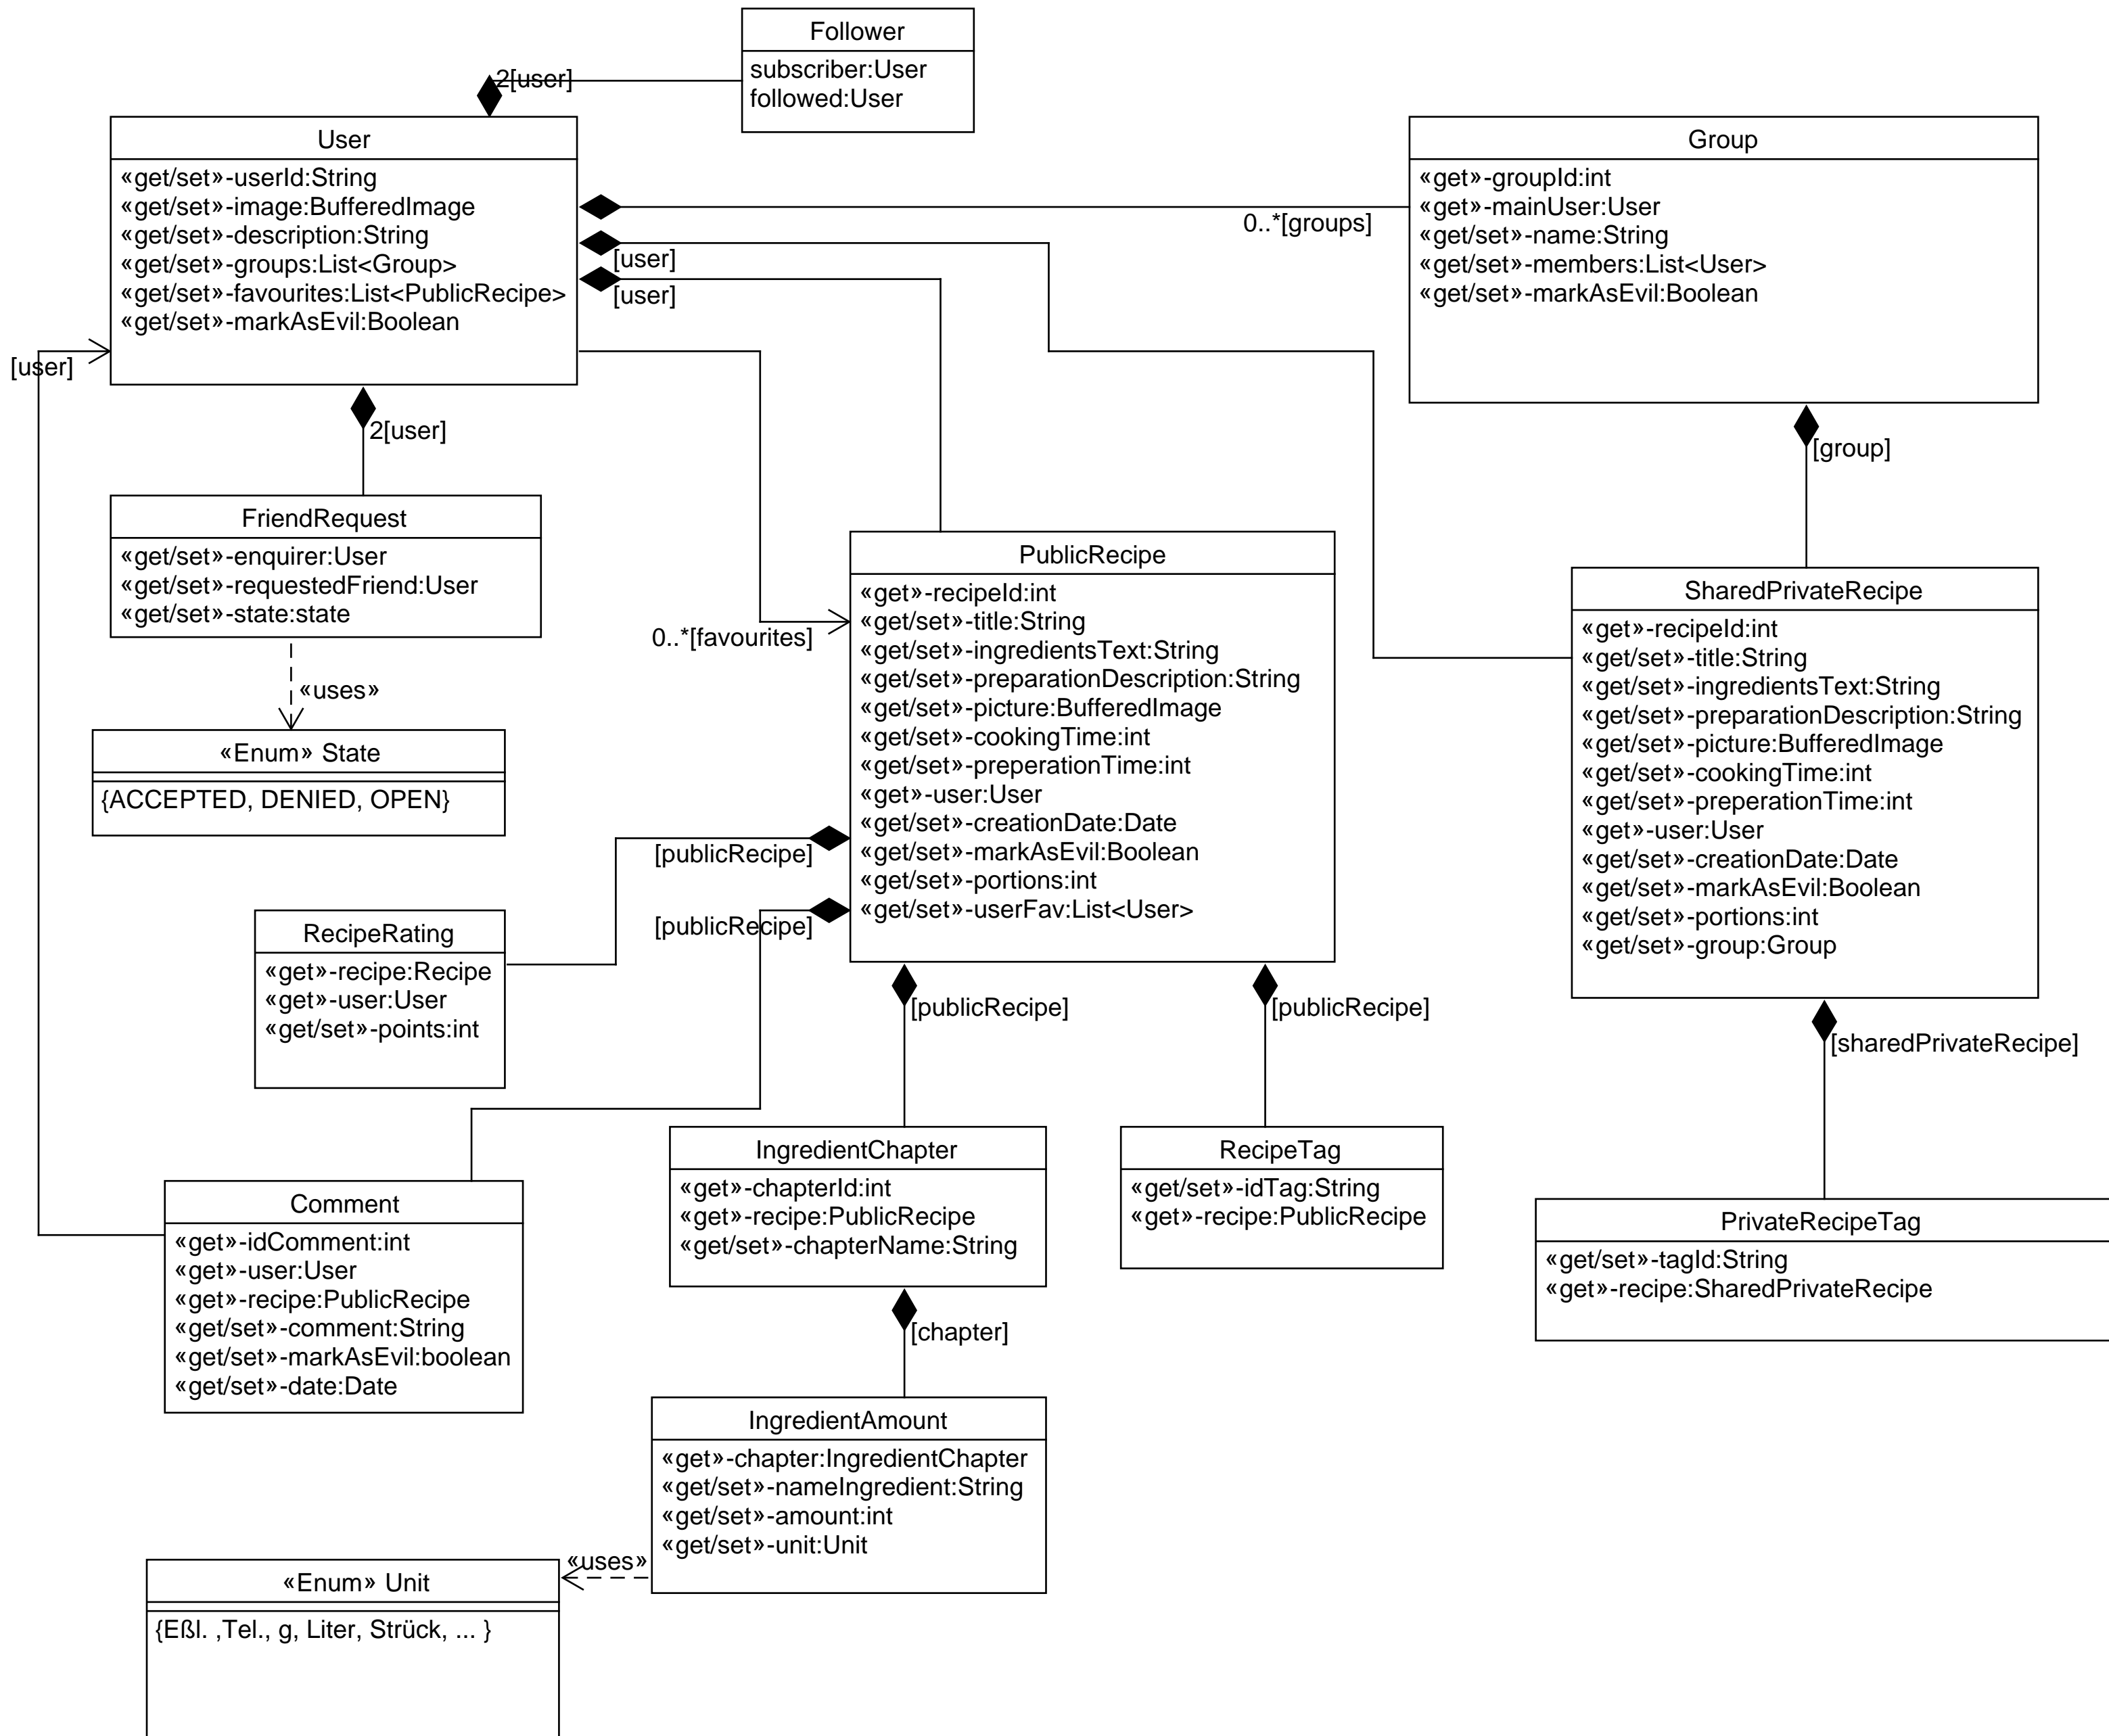 Follower
subscriber:User
followed:User
2[user]
User
«get/set»-userId:String
«get/set»-image:BufferedImage
«get/set»-description:String
«get/set»-groups:List<Group>
«get/set»-favourites:List<PublicRecipe>
«get/set»-markAsEvil:Boolean
Group
«get»-groupId:int
«get»-mainUser:User
«get/set»-name:String
«get/set»-members:List<User>
«get/set»-markAsEvil:Boolean
0..*[groups]
[user]
[user]
[user]
2[user]
[group]
FriendRequest
«get/set»-enquirer:User
«get/set»-requestedFriend:User
«get/set»-state:state
«uses»
«Enum» State
{ACCEPTED, DENIED, OPEN}
0..*[favourites]
PublicRecipe
«get»-recipeId:int
«get/set»-title:String
«get/set»-ingredientsText:String
«get/set»-preparationDescription:String
«get/set»-picture:BufferedImage
«get/set»-cookingTime:int
«get/set»-preperationTime:int
«get»-user:User
«get/set»-creationDate:Date
«get/set»-markAsEvil:Boolean
«get/set»-portions:int
«get/set»-userFav:List<User>
SharedPrivateRecipe
«get»-recipeId:int
«get/set»-title:String
«get/set»-ingredientsText:String
«get/set»-preparationDescription:String
«get/set»-picture:BufferedImage
«get/set»-cookingTime:int
«get/set»-preperationTime:int
«get»-user:User
«get/set»-creationDate:Date
«get/set»-markAsEvil:Boolean
«get/set»-portions:int
«get/set»-group:Group
[publicRecipe]
[publicRecipe]
RecipeRating
«get»-recipe:Recipe
«get»-user:User
«get/set»-points:int
[publicRecipe]
[publicRecipe]
[sharedPrivateRecipe]
Comment
«get»-idComment:int
«get»-user:User
«get»-recipe:PublicRecipe
«get/set»-comment:String
«get/set»-markAsEvil:boolean
«get/set»-date:Date
IngredientChapter
«get»-chapterId:int
«get»-recipe:PublicRecipe
«get/set»-chapterName:String
RecipeTag
«get/set»-idTag:String
«get»-recipe:PublicRecipe
PrivateRecipeTag
«get/set»-tagId:String
«get»-recipe:SharedPrivateRecipe
[chapter]
IngredientAmount
«get»-chapter:IngredientChapter
«get/set»-nameIngredient:String
«get/set»-amount:int
«get/set»-unit:Unit
«uses»
«Enum» Unit
{Eßl. ,Tel., g, Liter, Strück, ... }